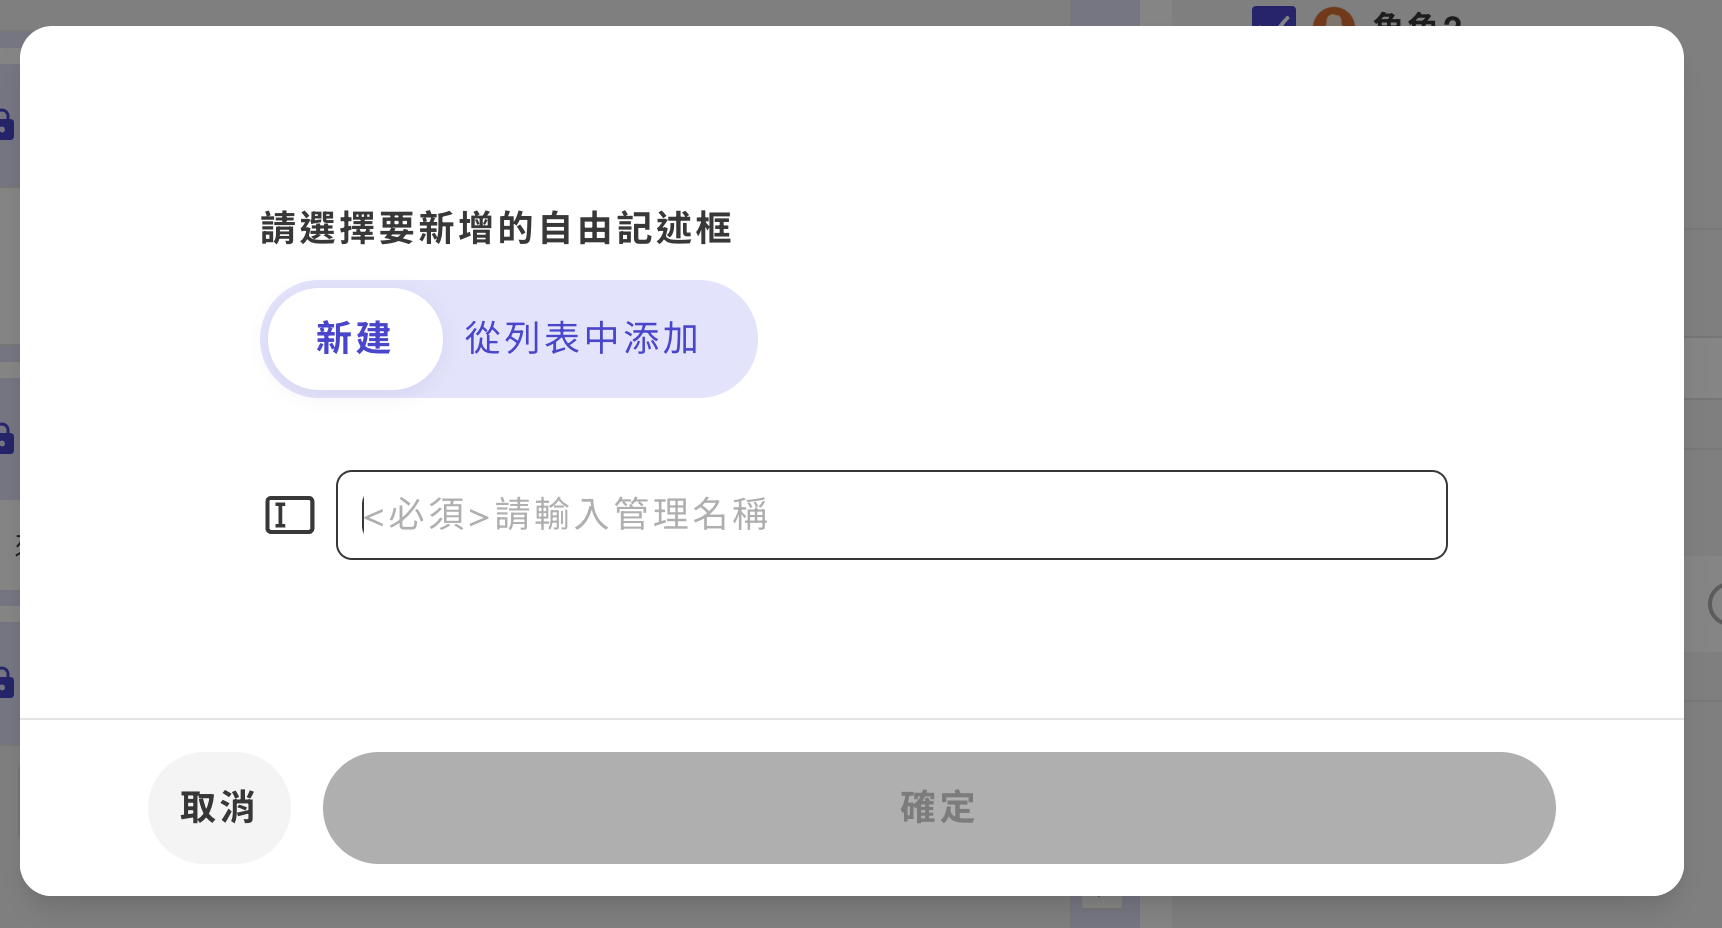 請選擇要新增的自由記述框
新建
從列表中添加
<必須>請輸入管理名稱
取消
確定